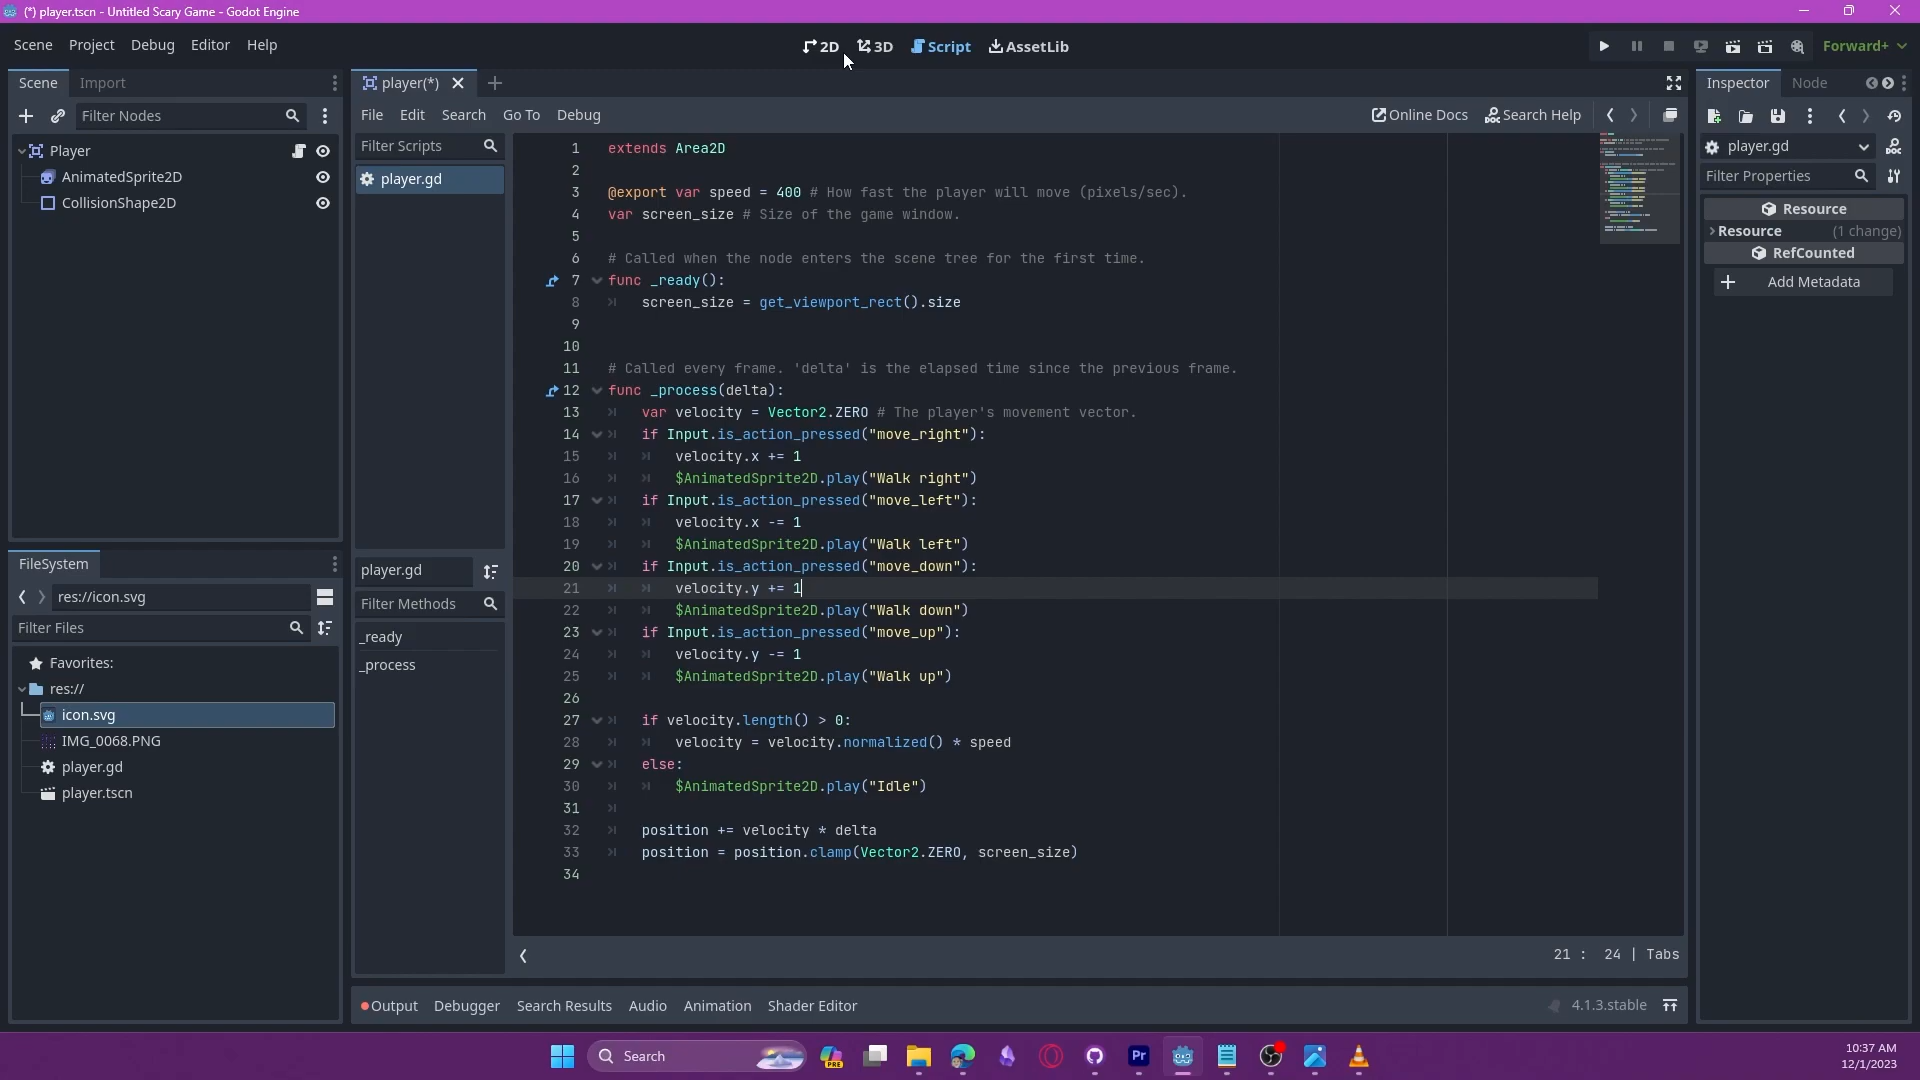 (*) player.tscn - Untitled Scary Game - Godot Engine
Scene Project Debug Editor Help
2D 3D Script AssetLib
Forward+
Scene Import
Filter Nodes
Player
AnimatedSprite2D
CollisionShape2D
FileSystem
res://icon.svg
Filter Files
Favorites:
res://
icon.svg
IMG_0068.PNG
player.gd
player.tscn
player(*)
File Edit Search Go To Debug
Online Docs Search Help
Filter Scripts
player.gd
player.gd
Filter Methods
_ready
_process
1 extends Area2D
2
3 @export var speed = 400 # How fast the player will move (pixels/sec).
4 var screen_size # Size of the game window.
5
6 # Called when the node enters the scene tree for the first time.
7 func _ready():
8 screen_size = get_viewport_rect().size
9
10
11 # Called every frame. 'delta' is the elapsed time since the previous frame.
12 func _process(delta):
13 var velocity = Vector2.ZERO # The player's movement vector.
14 if Input.is_action_pressed("move_right"):
15 velocity.x += 1
16 $AnimatedSprite2D.play("Walk right")
17 if Input.is_action_pressed("move_left"):
18 velocity.x -= 1
19 $AnimatedSprite2D.play("Walk left")
20 if Input.is_action_pressed("move_down"):
21 velocity.y += 1
22 $AnimatedSprite2D.play("Walk down")
23 if Input.is_action_pressed("move_up"):
24 velocity.y -= 1
25 $AnimatedSprite2D.play("Walk up")
26
27 if velocity.length() > 0:
28 velocity = velocity.normalized() * speed
29 else:
30 $AnimatedSprite2D.play("Idle")
31
32 position += velocity * delta
33 position = position.clamp(Vector2.ZERO, screen_size)
34
21 : 24 | Tabs
Output Debugger Search Results Audio Animation Shader Editor
4.1.3.stable
Inspector Node
player.gd
Filter Properties
Resource
Resource (1 change)
RefCounted
Add Metadata
Search
PRE
Pr
10:37 AM
12/1/2023